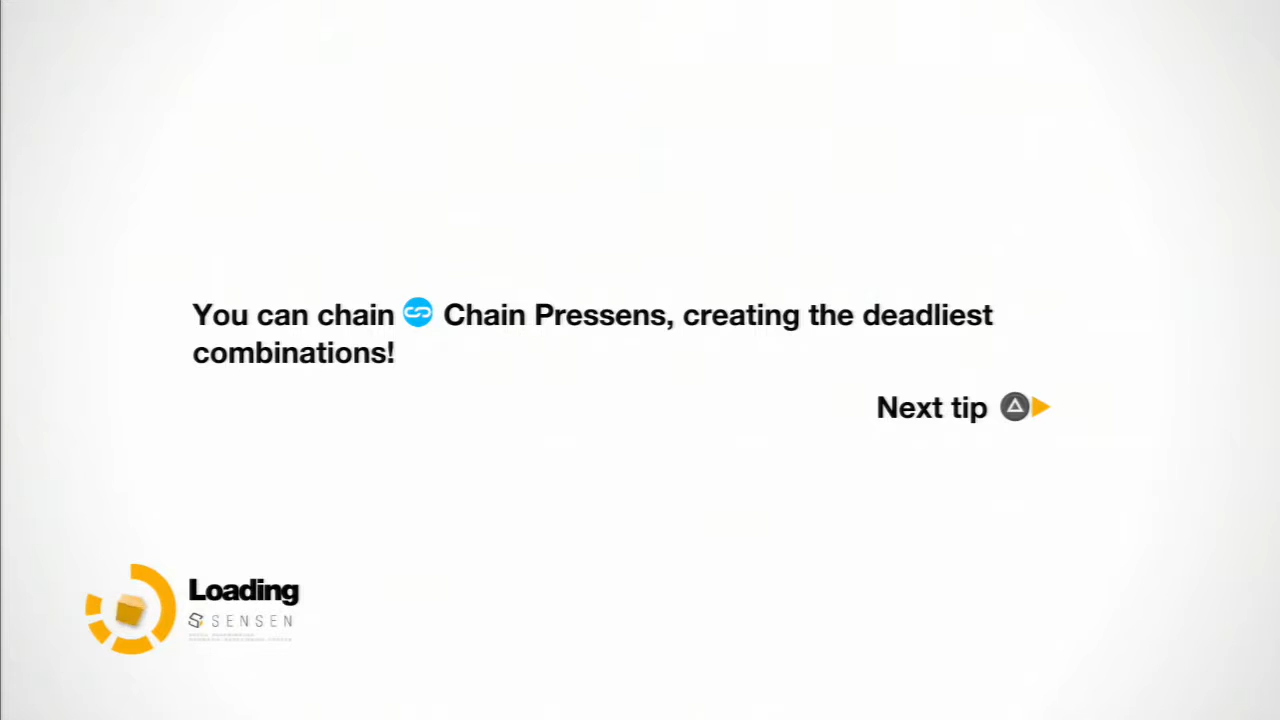 You can chain Chain Pressens, creating the deadliest
combinations!
Next tip
Loading
SENSEN